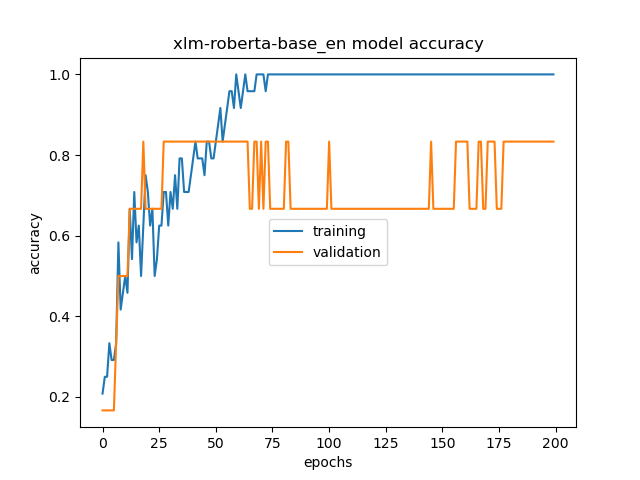 xlm-roberta-base_en model accuracy
1.0
0.8
0.6
0.4
0.2
accuracy
training
validation
0 25 50 75 100 125 150 175 200
epochs